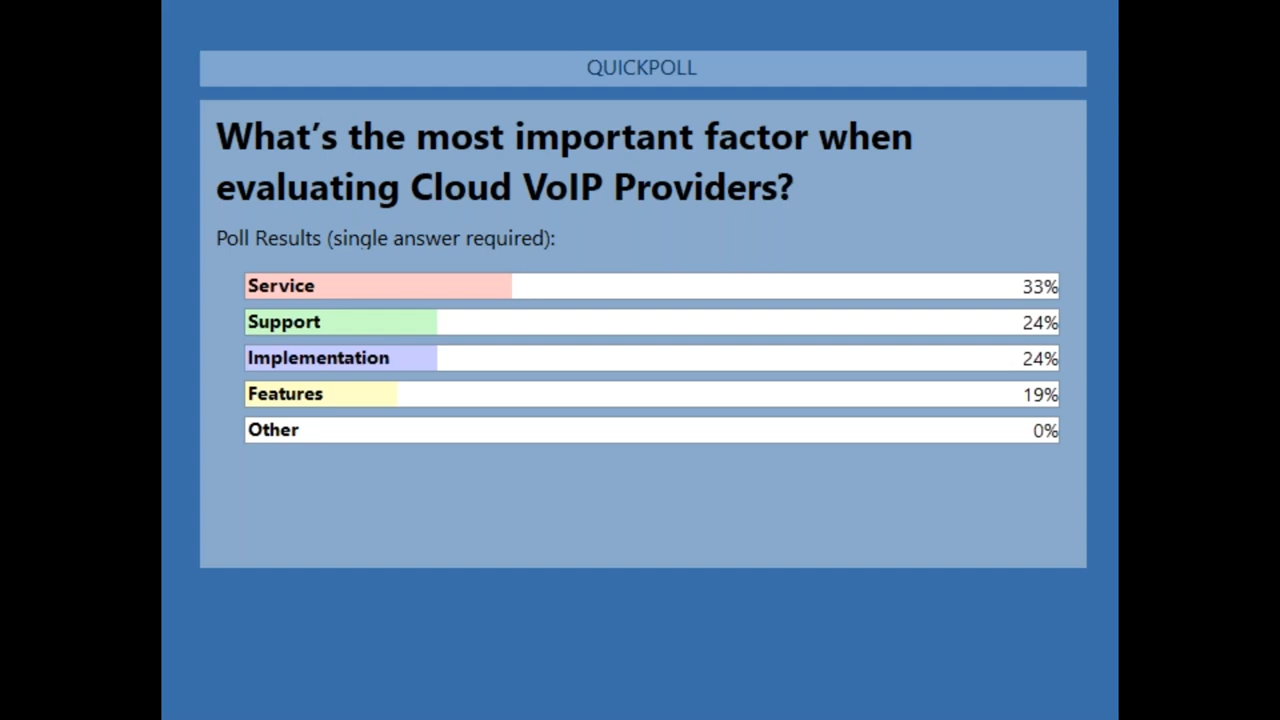 QUICKPOLL
What’s the most important factor when
evaluating Cloud VoIP Providers?
Poll Results (single answer required):
Service 33%
Support 24%
Implementation 24%
Features 19%
Other 0%